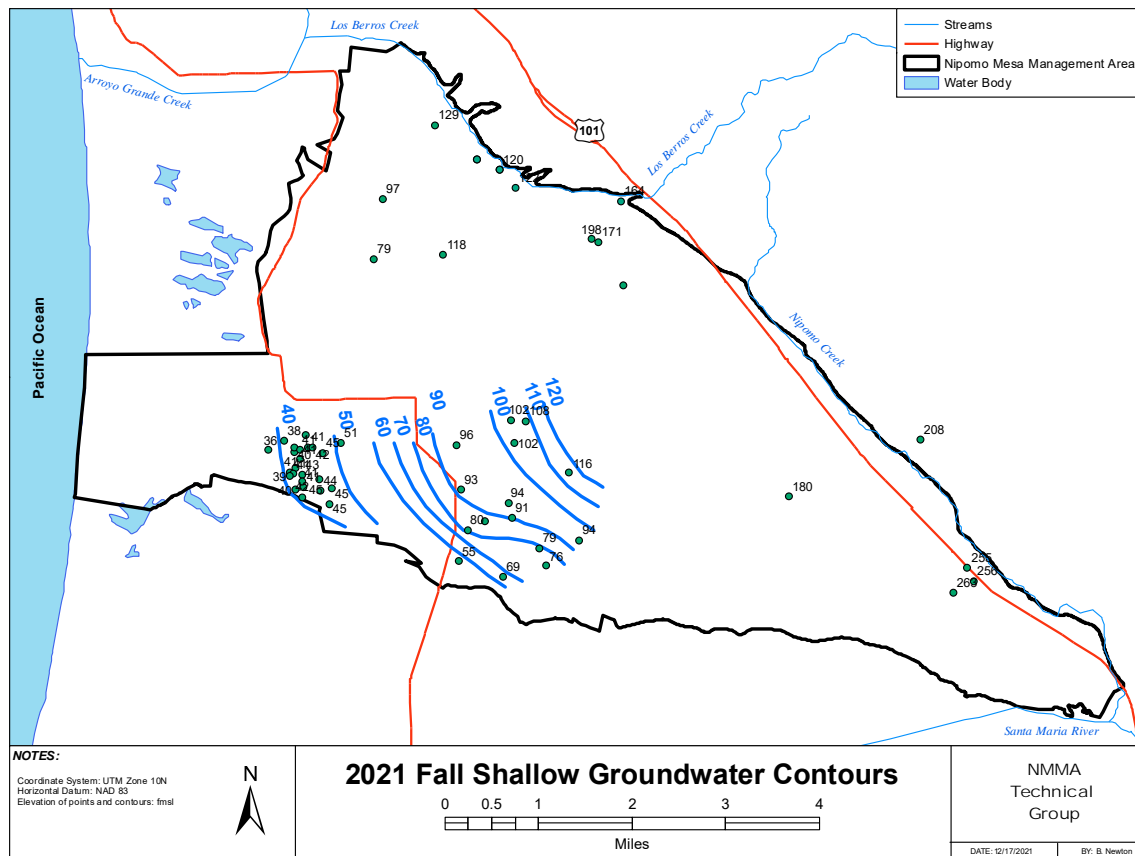 Streams
Highway
Nipomo Mesa Management Area
Water Body
Los Berros Creek
Arroyo Grande Creek
101
Los Berros Creek
Nipomo Creek
Pacific Ocean
Santa Maria River
129
120
164
97
198
171
118
79
120
110
100
90
80
70
60
50
40
102
108
38
41
51
36
45
96
102
42
43
116
208
39
44
93
45
180
94
91
45
80
79
94
55
76
69
255
256
NOTES:
Coordinate System: UTM Zone 10N
Horizontal Datum: NAD 83
Elevation of points and contours: fmsl
N
2021 Fall Shallow Groundwater Contours
0 0.5 1 2 3 4
Miles
NMMA
Technical
Group
DATE: 12/17/2021 BY: B. Newton